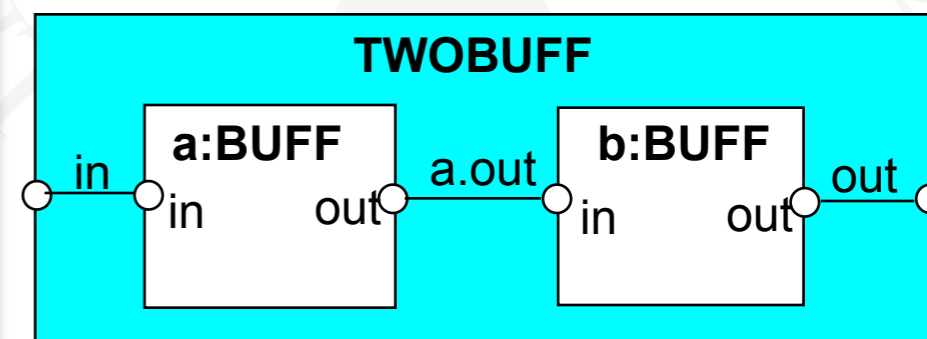 TWOBUFF
a:BUFF
b:BUFF
in
a.out
out
in
out
in
out